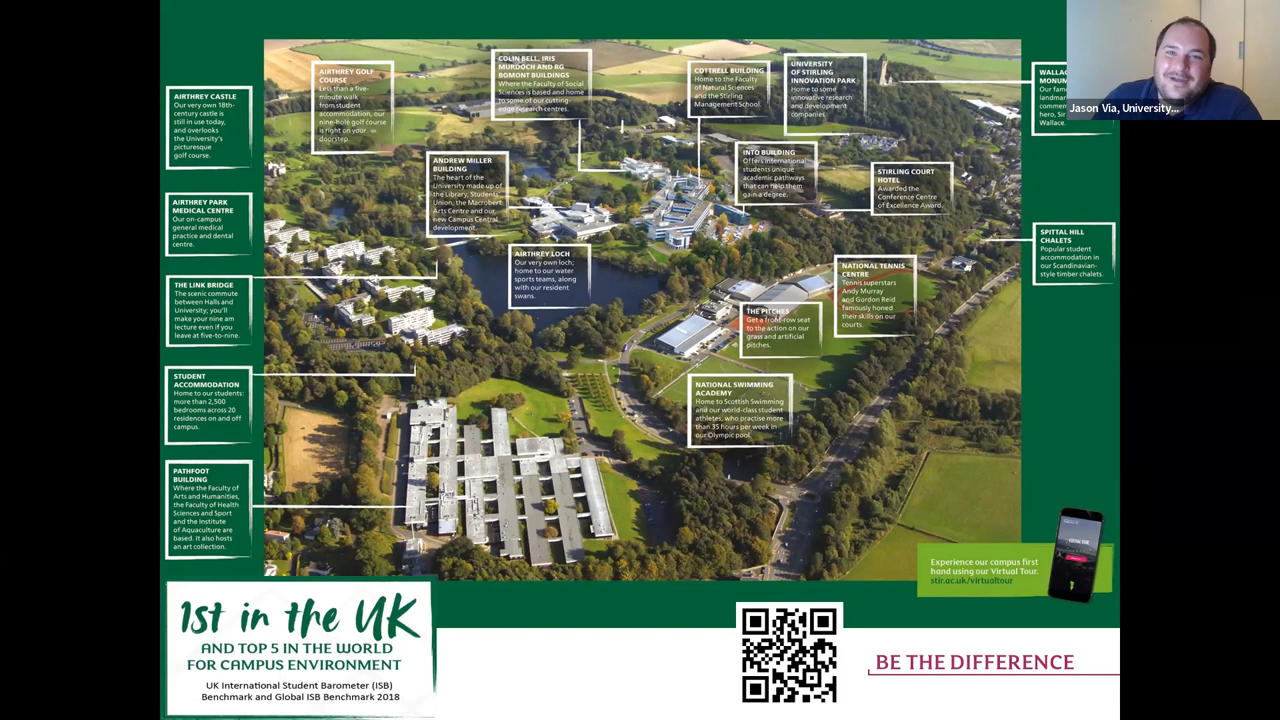 AIRTHREY CASTLE
Our very own 18th-
century castle is
still in use today,
and overlooks
the University's
picturesque
golf course.
AIRTHREY PARK
MEDICAL CENTRE
Our on-campus
general medical
practice and dental
centre.
THE LINK BRIDGE
The scenic commute
between Halls and
University; you'll
make your nine am
lecture even if you
leave at five-to-nine.
STUDENT
ACCOMMODATION
Home to our students:
more than 2,500
bedrooms across 20
residences on and off
campus.
PATHFOOT
BUILDING
Where the Faculty of
Arts and Humanities,
the Faculty of Health
Sciences and Sport
and the Institute
of Aquaculture are
based. It also hosts
an art collection.
AIRTHREY GOLF
COURSE
Less than a five-
minute walk
from student
accommodation, our
nine-hole golf course
is right on your
doorstep.
COLIN BELL, IRIS
MURDOCH AND RG
BOMONT BUILDINGS
Where the Faculty of Social
Sciences is based and home
to some of our cutting-
edge research centres.
ANDREW MILLER
BUILDING
The heart of the
University made up of
the Library, Students'
Union, the Macrobert
Arts Centre and our
new Campus Central
development.
AIRTHREY LOCH
Our very own loch;
home to our water
sports teams, along
with our resident
swans.
COTTRELL BUILDING
Home to the Faculty
of Natural Sciences
and the Stirling
Management School.
UNIVERSITY
OF STIRLING
INNOVATION PARK
Home to some
innovative research
and development
companies.
INTO BUILDING
Offers international
students unique
academic pathways
that can help them
gain a degree.
STIRLING COURT
HOTEL
Awarded the
Conference Centre
of Excellence Award.
NATIONAL TENNIS
CENTRE
Tennis superstars
Andy Murray
and Gordon Reid
famously honed
their skills on our
courts.
THE PITCHES
Get a front-row seat
to the action on our
grass and artificial
pitches.
NATIONAL SWIMMING
ACADEMY
Home to Scottish Swimming
and our world-class student
athletes, who practise more
than 35 hours per week in
our Olympic pool.
Our
hero, Sir
Wallace.
Jason Via, University...
SPITTAL HILL
CHALETS
Popular student
accommodation in
our Scandinavian-
style timber chalets.
Experience our campus first
hand using our Virtual Tour.
stir.ac.uk/virtualtour
1st in the UK
AND TOP 5 IN THE WORLD
FOR CAMPUS ENVIRONMENT
UK International Student Barometer (ISB)
Benchmark and Global ISB Benchmark 2018
BE THE DIFFERENCE